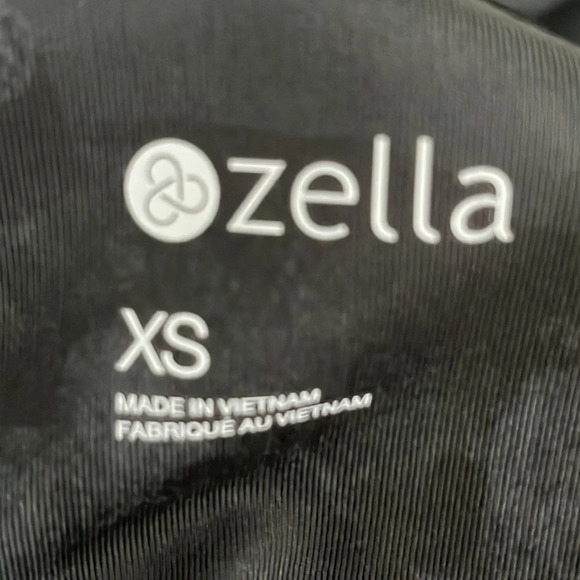 zella
XS
MADE IN VIETNAM
FABRIQUÉ AU VIETNAM